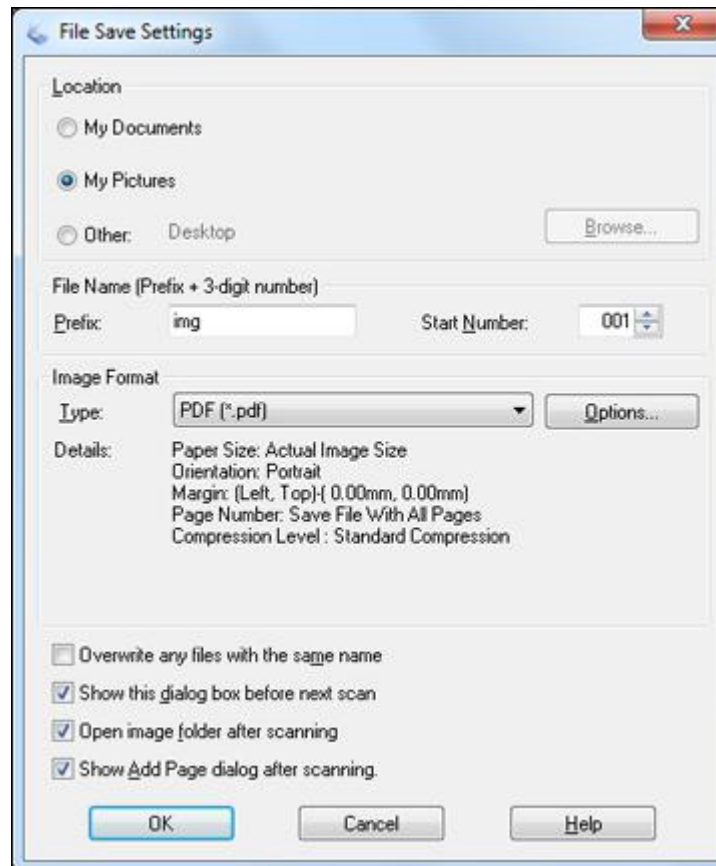 File Save Settings
Location
My Documents
My Pictures
Other: Desktop Browse...
File Name (Prefix + 3-digit number)
Prefix: img Start Number: 001
Image Format
Type: PDF (*.pdf) Options...
Details: Paper Size: Actual Image Size
Orientation: Portrait
Margin: (Left, Top)-( 0.00mm, 0.00mm)
Page Number: Save File With All Pages
Compression Level : Standard Compression
Overwrite any files with the same name
Show this dialog box before next scan
Open image folder after scanning
Show Add Page dialog after scanning.
OK Cancel Help